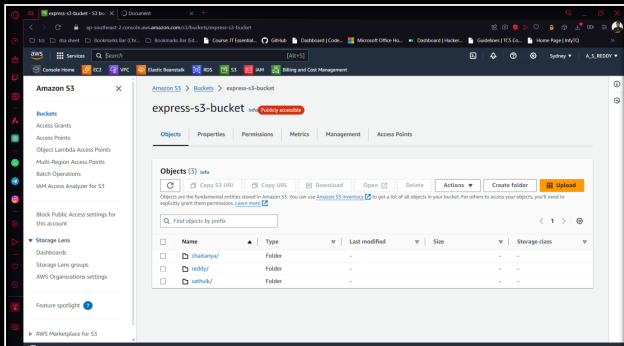 express-s3-bucket - S3 bu
Document
ap-southeast-2.console.aws.amazon.com/s3/buckets/express-s3-bucket
tcs
dsa sheet
Bookmarks Bar
Bookmarks Bar (Ed...
Course: IT Essential...
GitHub
Dashboard | Code...
Microsoft Office Ho...
Dashboard | Hacker...
Guidelines | TCS Co...
Home Page | InfyTQ
aws
Services
Search
[Alt+S]
Sydney
A_S_REDDY
Console Home
EC2
VPC
Elastic Beanstalk
RDS
S3
IAM
Billing and Cost Management
Amazon S3
Buckets
Access Grants
Access Points
Object Lambda Access Points
Multi-Region Access Points
Batch Operations
IAM Access Analyzer for S3
Block Public Access settings for
this account
Storage Lens
Dashboards
Storage Lens groups
AWS Organizations settings
Feature spotlight 7
AWS Marketplace for S3
Amazon S3 > Buckets > express-s3-bucket
express-s3-bucket Info Publicly accessible
Objects
Properties
Permissions
Metrics
Management
Access Points
Objects (3) Info
Copy S3 URI
Copy URL
Download
Open
Delete
Actions
Create folder
Upload
Objects are the fundamental entities stored in Amazon S3. You can use Amazon S3 inventory to get a list of all objects in your bucket. For others to access your objects, you'll need to
explicitly grant them permissions. Learn more
Find objects by prefix
1
Name
Type
Last modified
Size
Storage class
chaitanya/ Folder - - -
reddy/ Folder - - -
sathvik/ Folder - - -